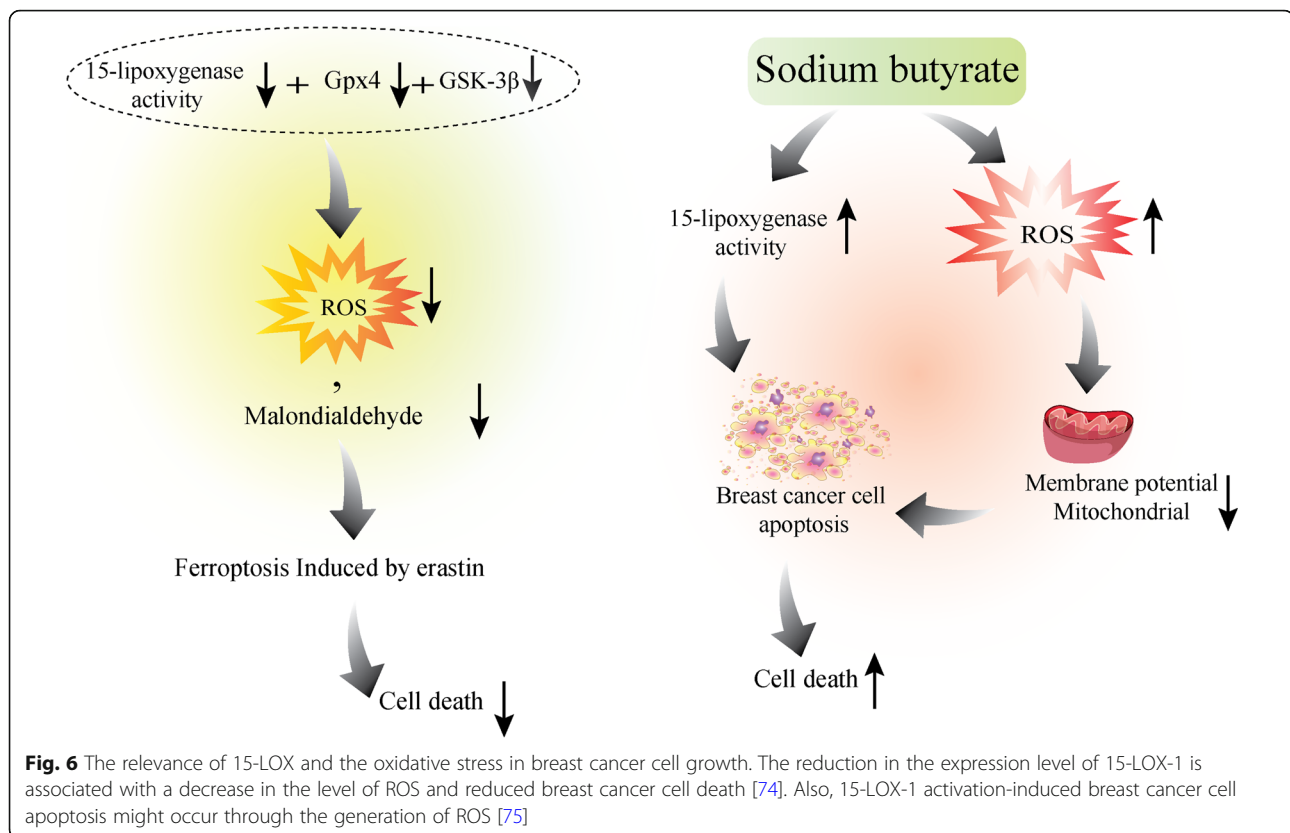 15-lipoxygenase
activity
+ Gpx4 + GSK-3β
ROS
,
Malondialdehyde
Ferroptosis Induced by erastin
Cell death
Sodium butyrate
15-lipoxygenase
activity
ROS
Breast cancer cell
apoptosis
Membrane potential
Mitochondrial
Cell death
Fig. 6 The relevance of 15-LOX and the oxidative stress in breast cancer cell growth. The reduction in the expression level of 15-LOX-1 is
associated with a decrease in the level of ROS and reduced breast cancer cell death [74]. Also, 15-LOX-1 activation-induced breast cancer cell
apoptosis might occur through the generation of ROS [75]